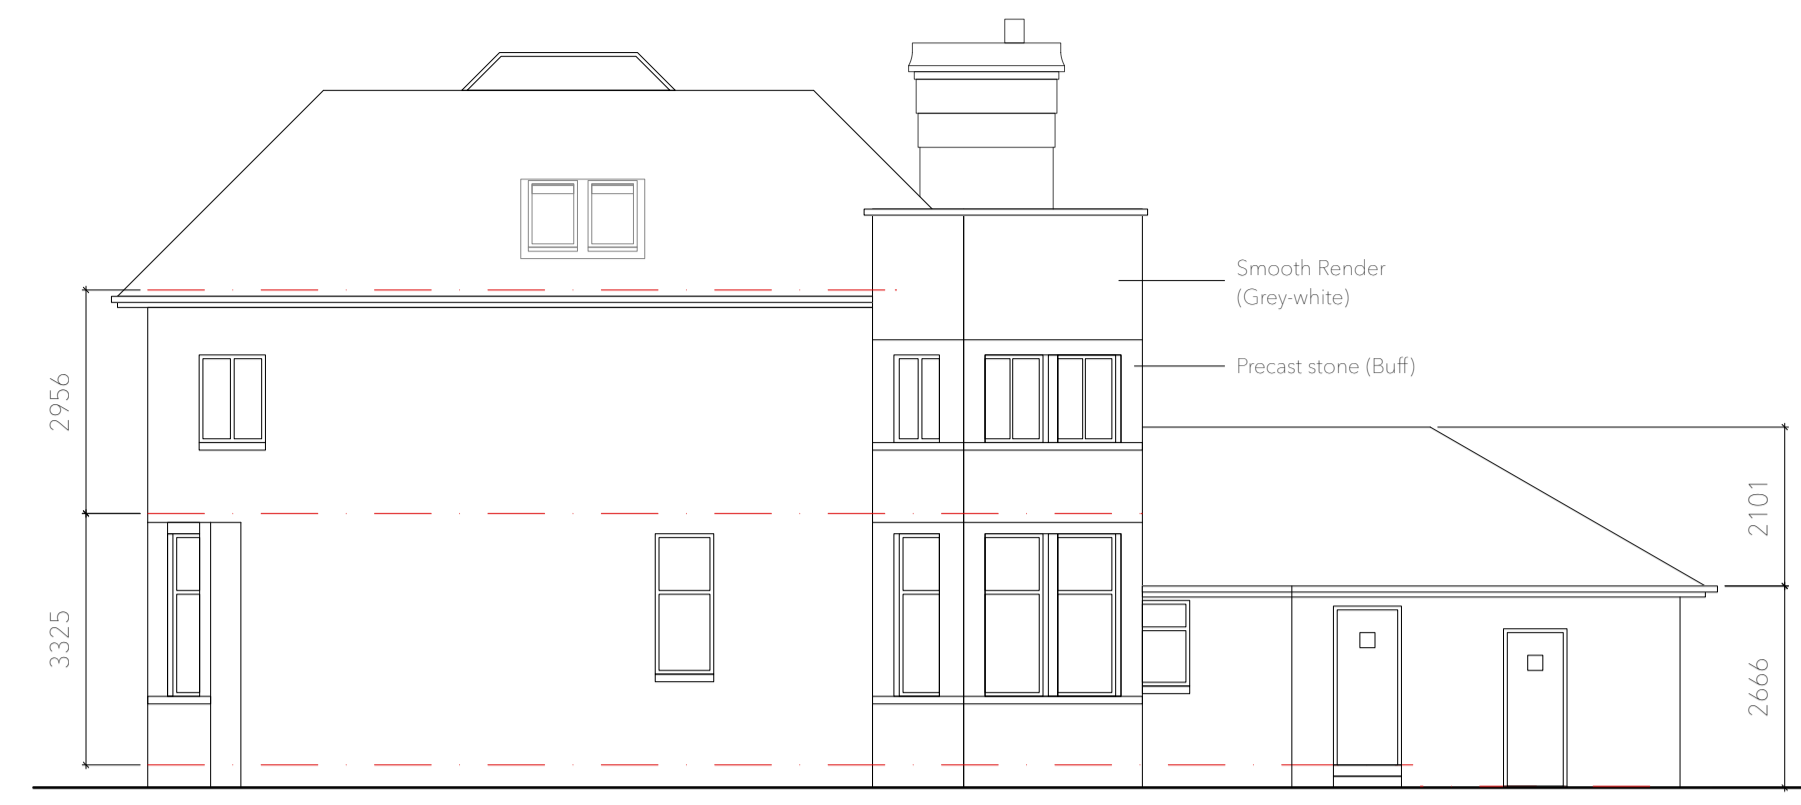 Smooth Render
(Grey-white)
Precast stone (Buff)
2956
3325
2101
2666